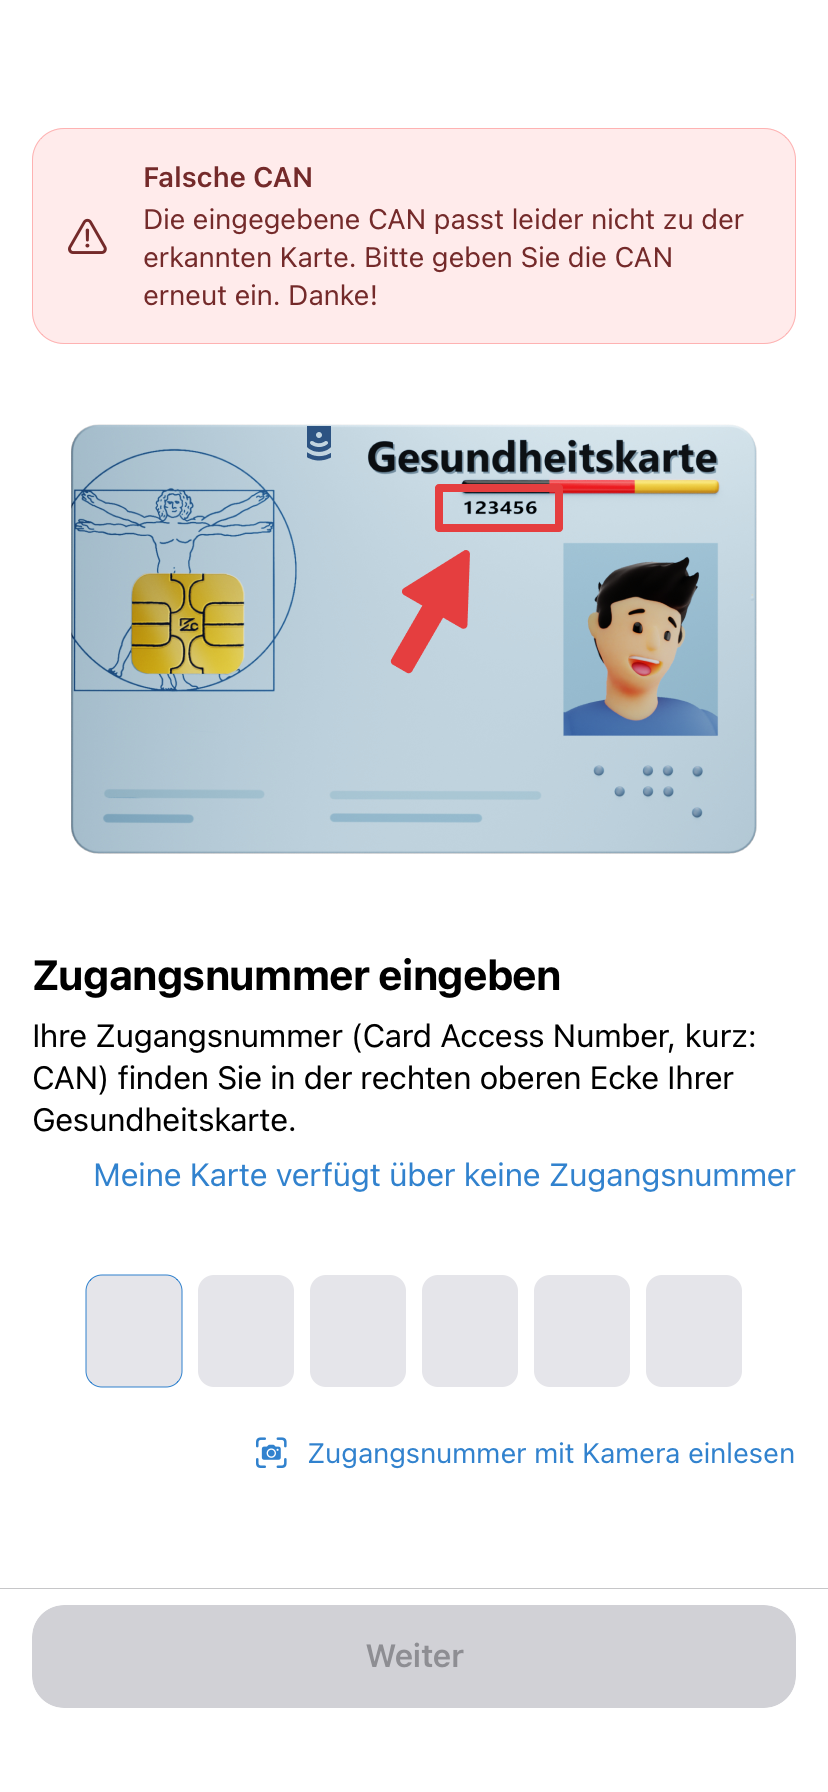 Falsche CAN
Die eingegebene CAN passt leider nicht zu der
erkannten Karte. Bitte geben Sie die CAN
erneut ein. Danke!
Gesundheitskarte
123456
Zugangsnummer eingeben
Ihre Zugangsnummer (Card Access Number, kurz:
CAN) finden Sie in der rechten oberen Ecke Ihrer
Gesundheitskarte.
Meine Karte verfügt über keine Zugangsnummer
Zugangsnummer mit Kamera einlesen
Weiter